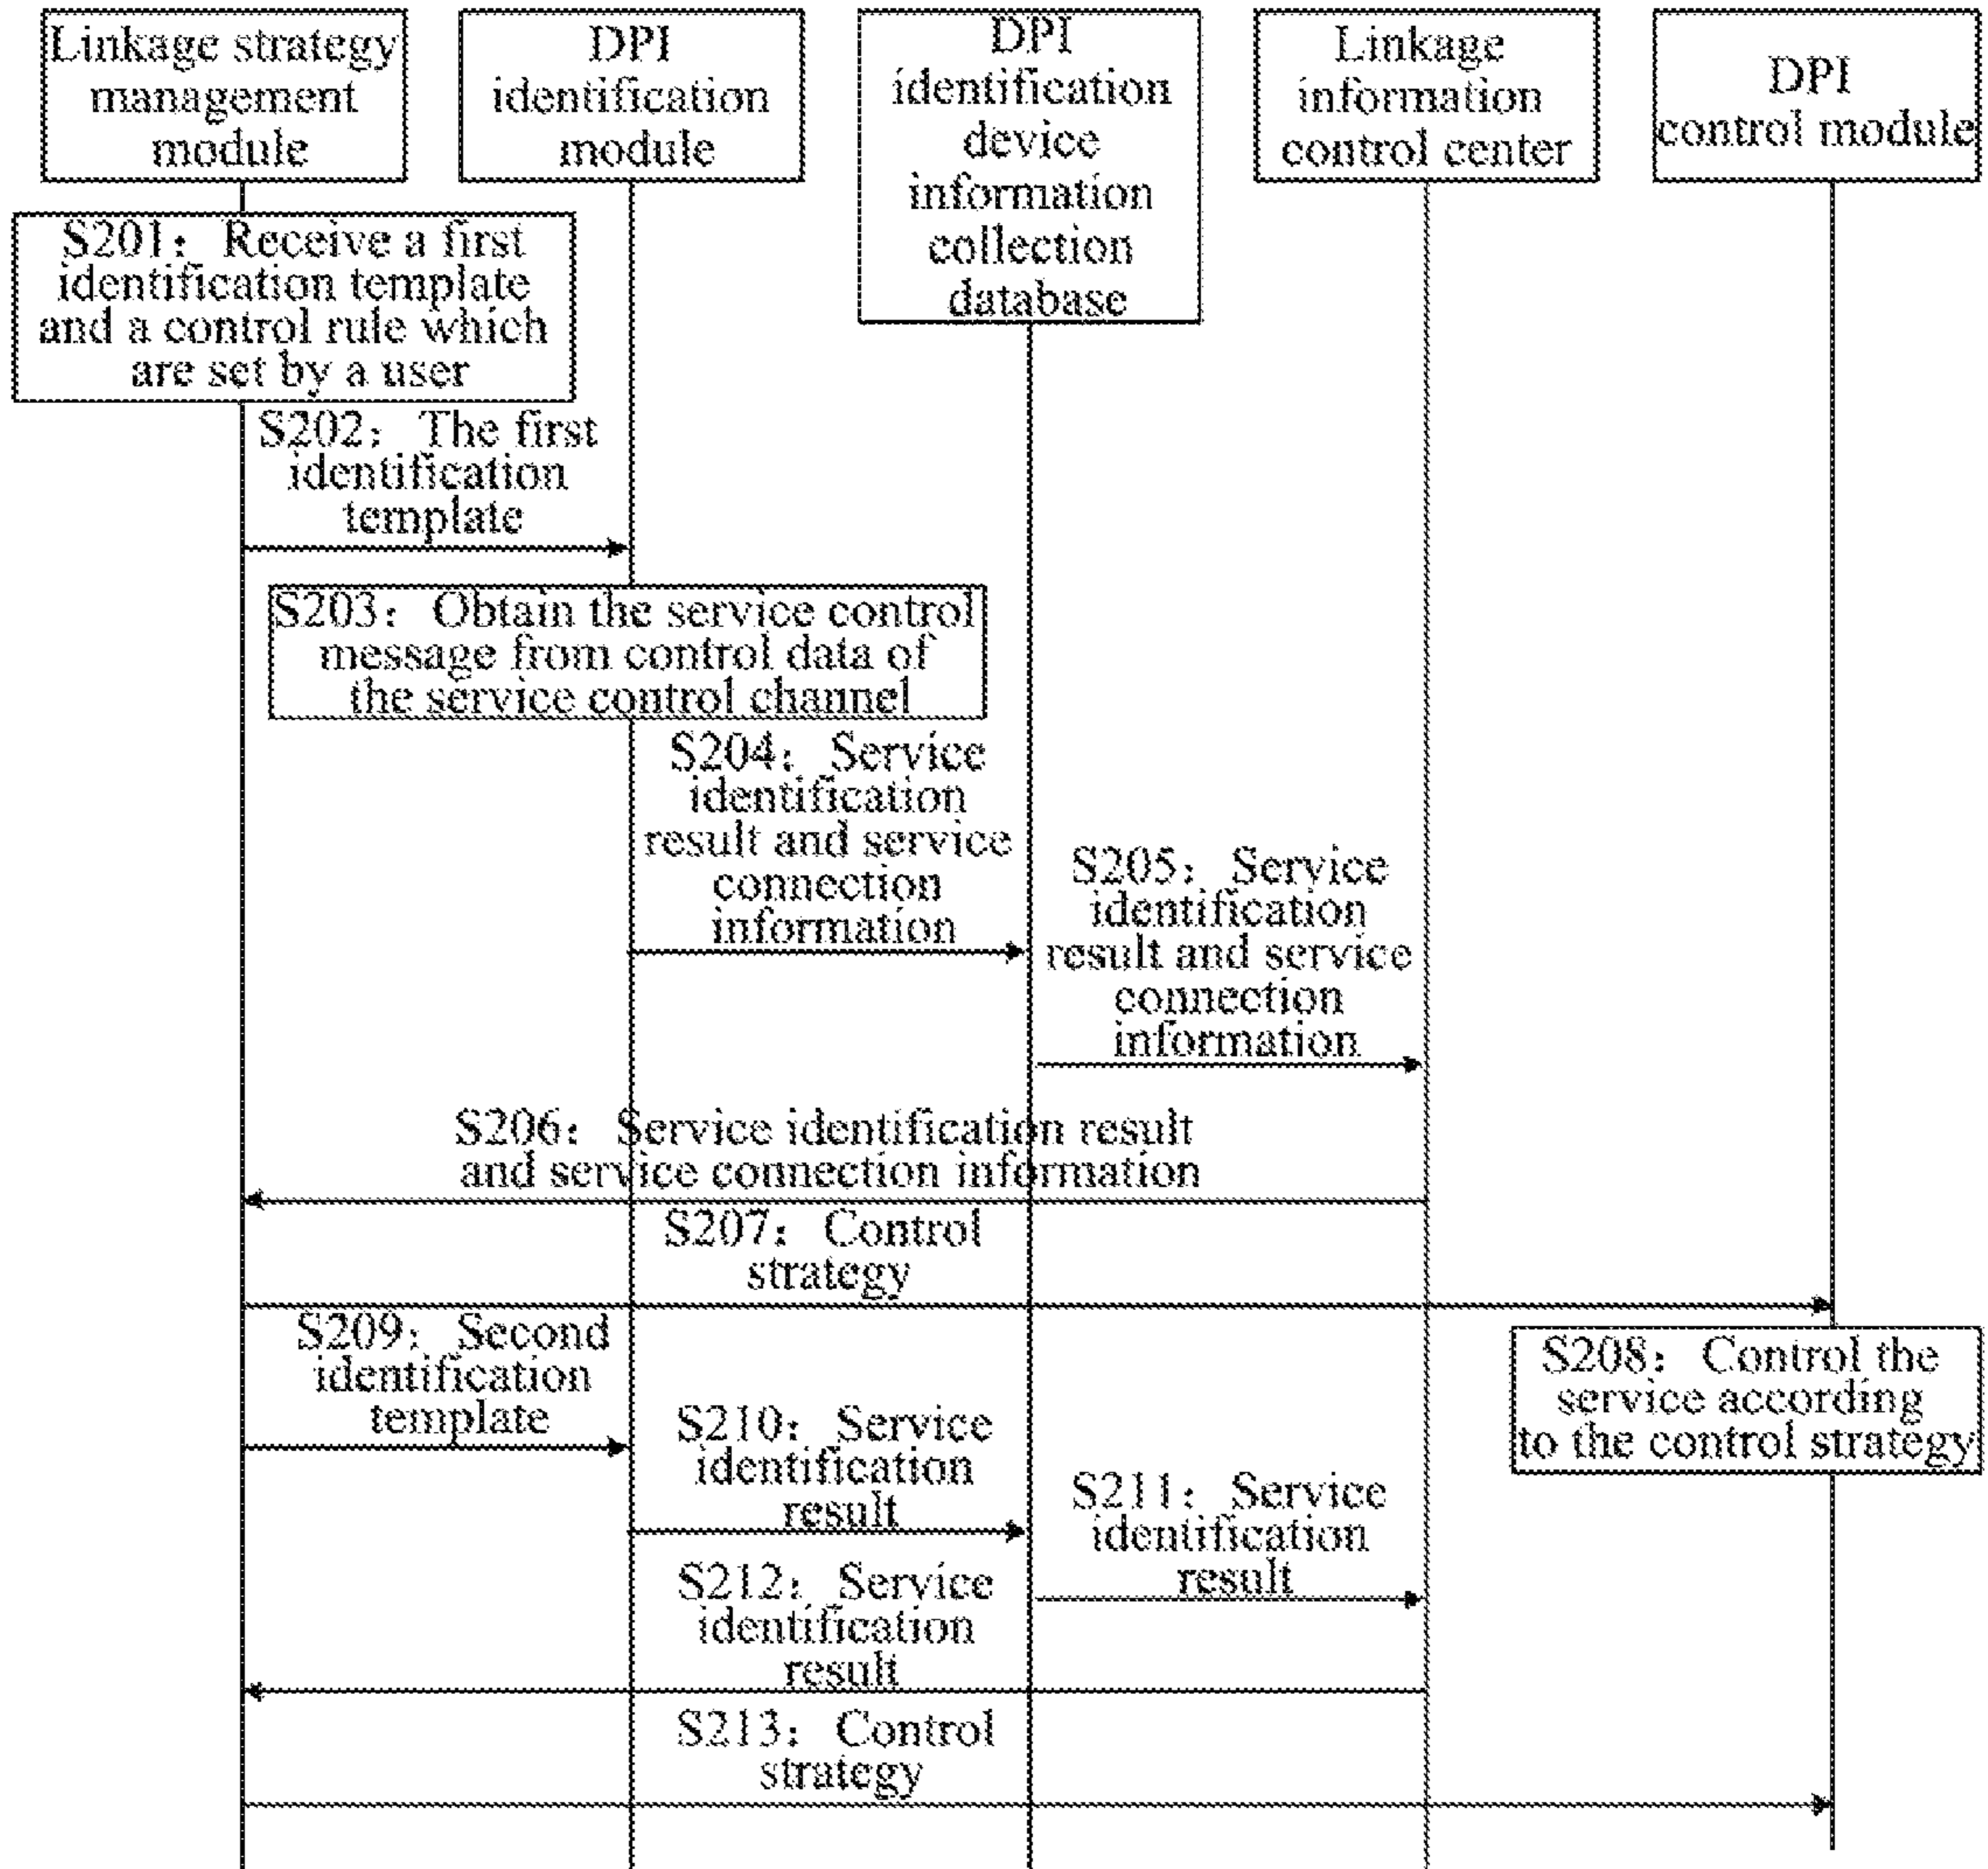 Linkage strategy
management
module
DPI
identification
module
DPI
identification
device
information
collection
database
Linkage
information
control center
DPI
control module
S201: Receive a first
identification template
and a control rule which
are set by a user
S202: The first
identification
template
S203: Obtain the service control
message from control data of
the service control channel
S204: Service
identification
result and service
connection
information
S205: Service
identification
result and service
connection
information
S206: Service identification result
and service connection information
S207: Control
strategy
S208: Control the
service according
to the control strategy
S209: Second
identification
template
S210: Service
identification
result
S211: Service
identification
result
S212: Service
identification
result
S213: Control
strategy